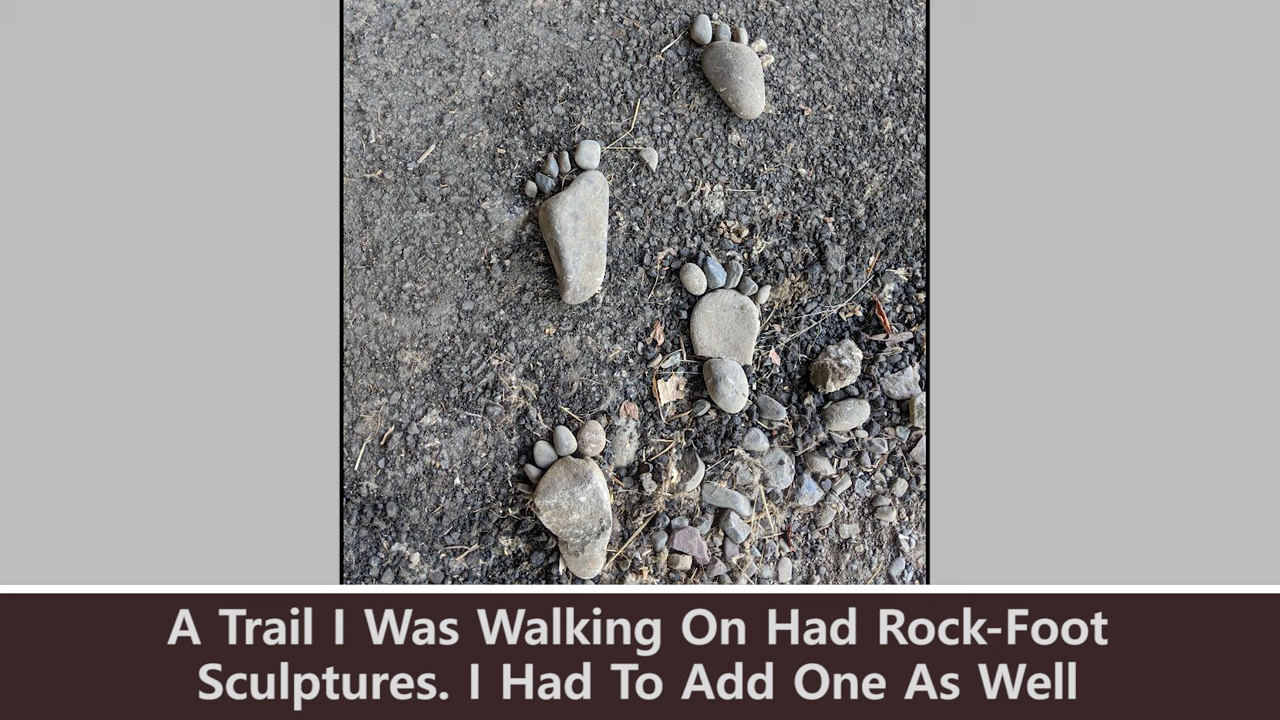 A Trail I Was Walking On Had Rock-Foot
Sculptures. I Had To Add One As Well